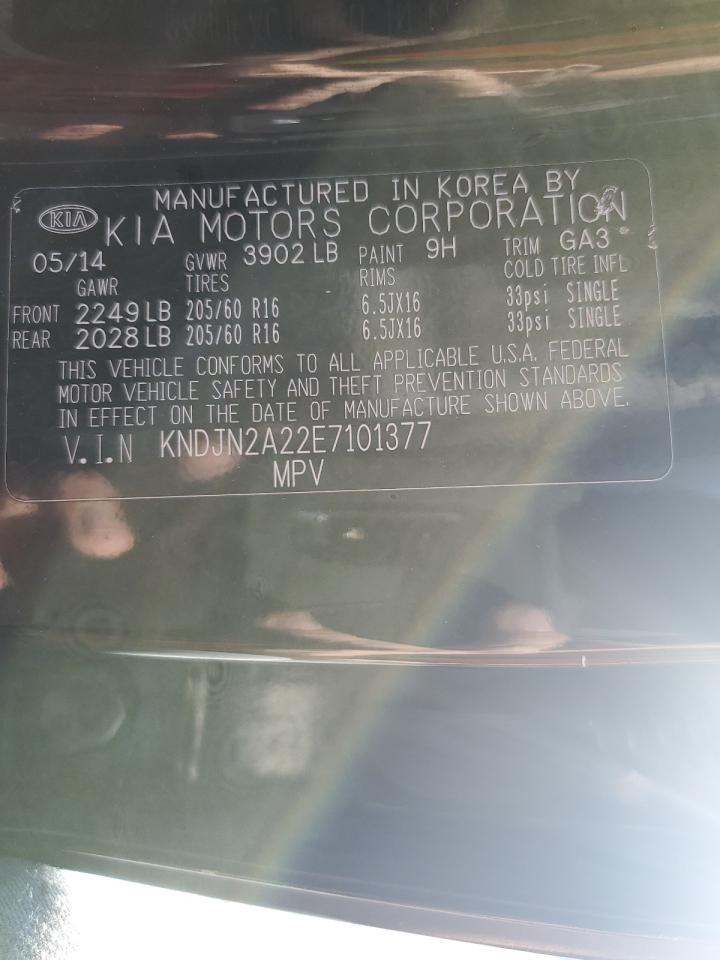 MANUFACTURED IN KOREA BY
KIA KIA MOTORS CORPORATION
05/14 GVWR 3902 LB PAINT 9H TRIM GA3
GAWR TIRES RIMS COLD TIRE INFL
FRONT 2249 LB 205/60 R16 6.5JX16 33psi SINGLE
REAR 2028 LB 205/60 R16 6.5JX16 33psi SINGLE
THIS VEHICLE CONFORMS TO ALL APPLICABLE U.S.A. FEDERAL
MOTOR VEHICLE SAFETY AND THEFT PREVENTION STANDARDS
IN EFFECT ON THE DATE OF MANUFACTURE SHOWN ABOVE.
V.I.N KNDJN2A22E7101377
MPV